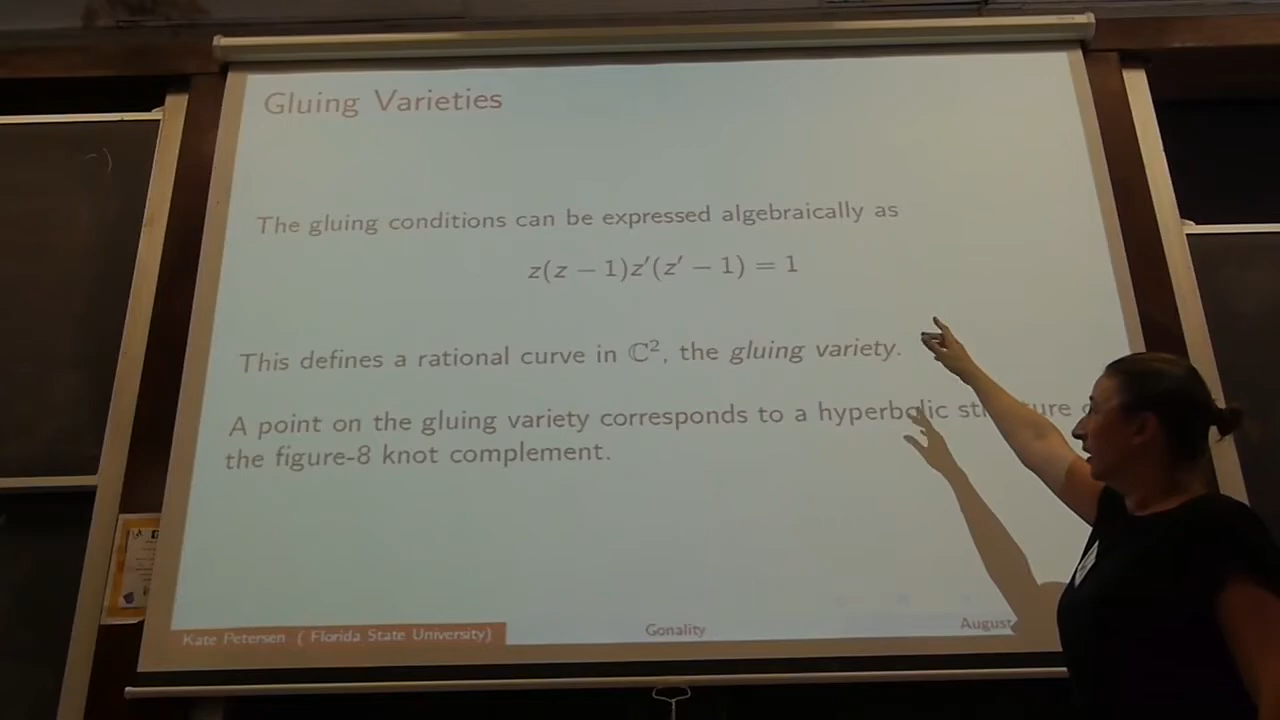 Gluing Varieties
The gluing conditions can be expressed algebraically as
z(z − 1)z′(z′ − 1) = 1
This defines a rational curve in ℂ², the gluing variety.
A point on the gluing variety corresponds to a hyperbolic
the figure-8 knot complement.
Kate Petersen ( Florida State University)
Gonality
August